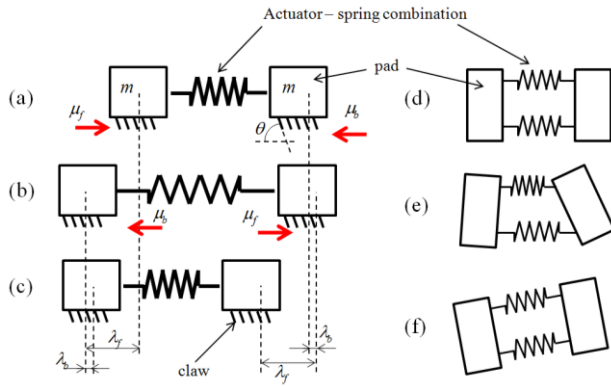 Actuator – spring combination
pad
(a)
m
m
(d)
μf
θ
μb
(b)
(e)
μb
μf
(c)
(f)
λb
λf
λb
λf
claw